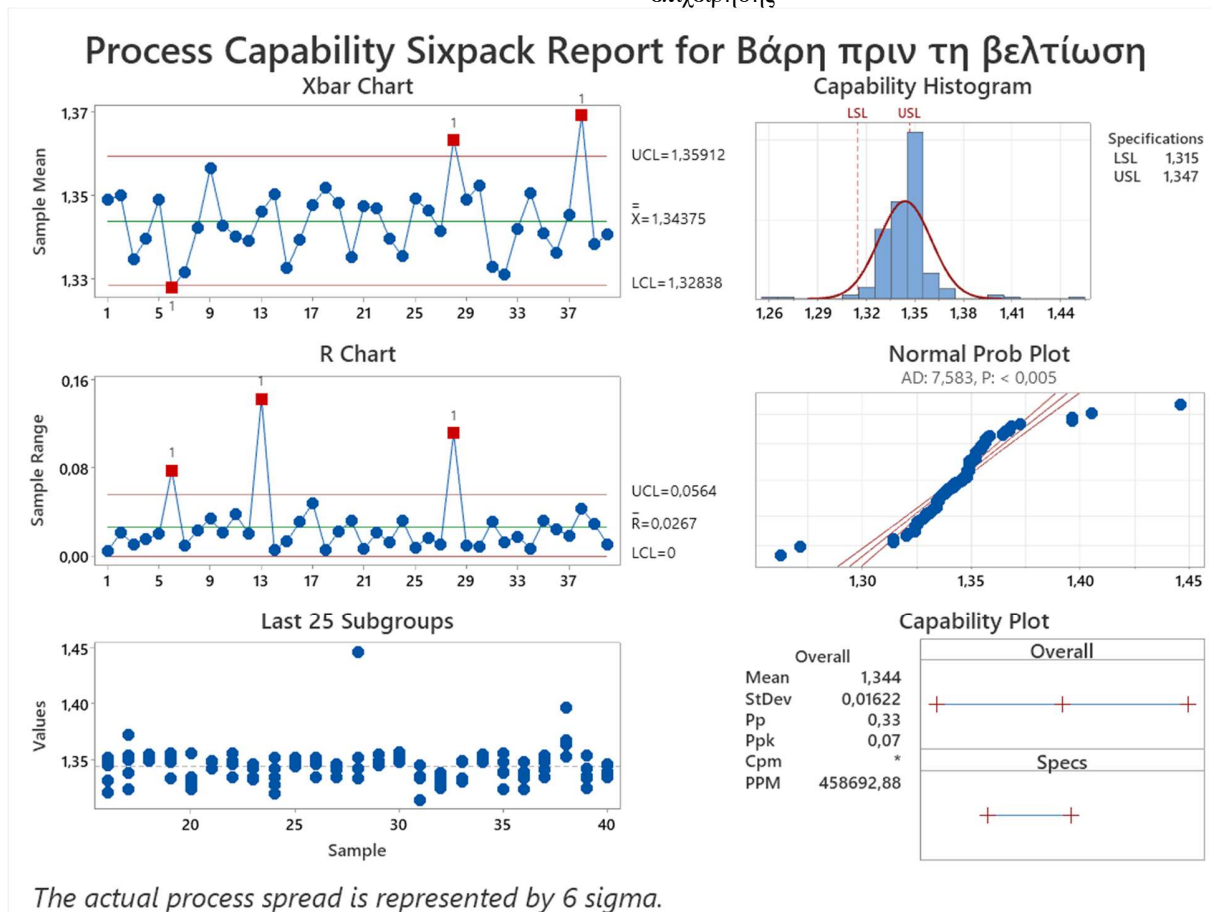 επιχείρησης
Process Capability Sixpack Report for Βάρη πριν τη βελτίωση
Xbar Chart
Sample Mean
1,37
1,35
1,33
1
1
1
UCL=1,35912
X=1,34375
LCL=1,32838
1 5 9 13 17 21 25 29 33 37
Capability Histogram
LSL USL
Specifications
LSL 1,315
USL 1,347
1,26 1,29 1,32 1,35 1,38 1,41 1,44
R Chart
Sample Range
0,16
0,08
0,00
1
1
1
UCL=0,0564
R=0,0267
LCL=0
1 5 9 13 17 21 25 29 33 37
Normal Prob Plot
AD: 7,583, P: < 0,005
1,30 1,35 1,40 1,45
Last 25 Subgroups
Values
1,45
1,40
1,35
20 25 30 35 40
Sample
Capability Plot
Overall
Mean 1,344
StDev 0,01622
Pp 0,33
Ppk 0,07
Cpm *
PPM 458692,88
Overall
Specs
The actual process spread is represented by 6 sigma.